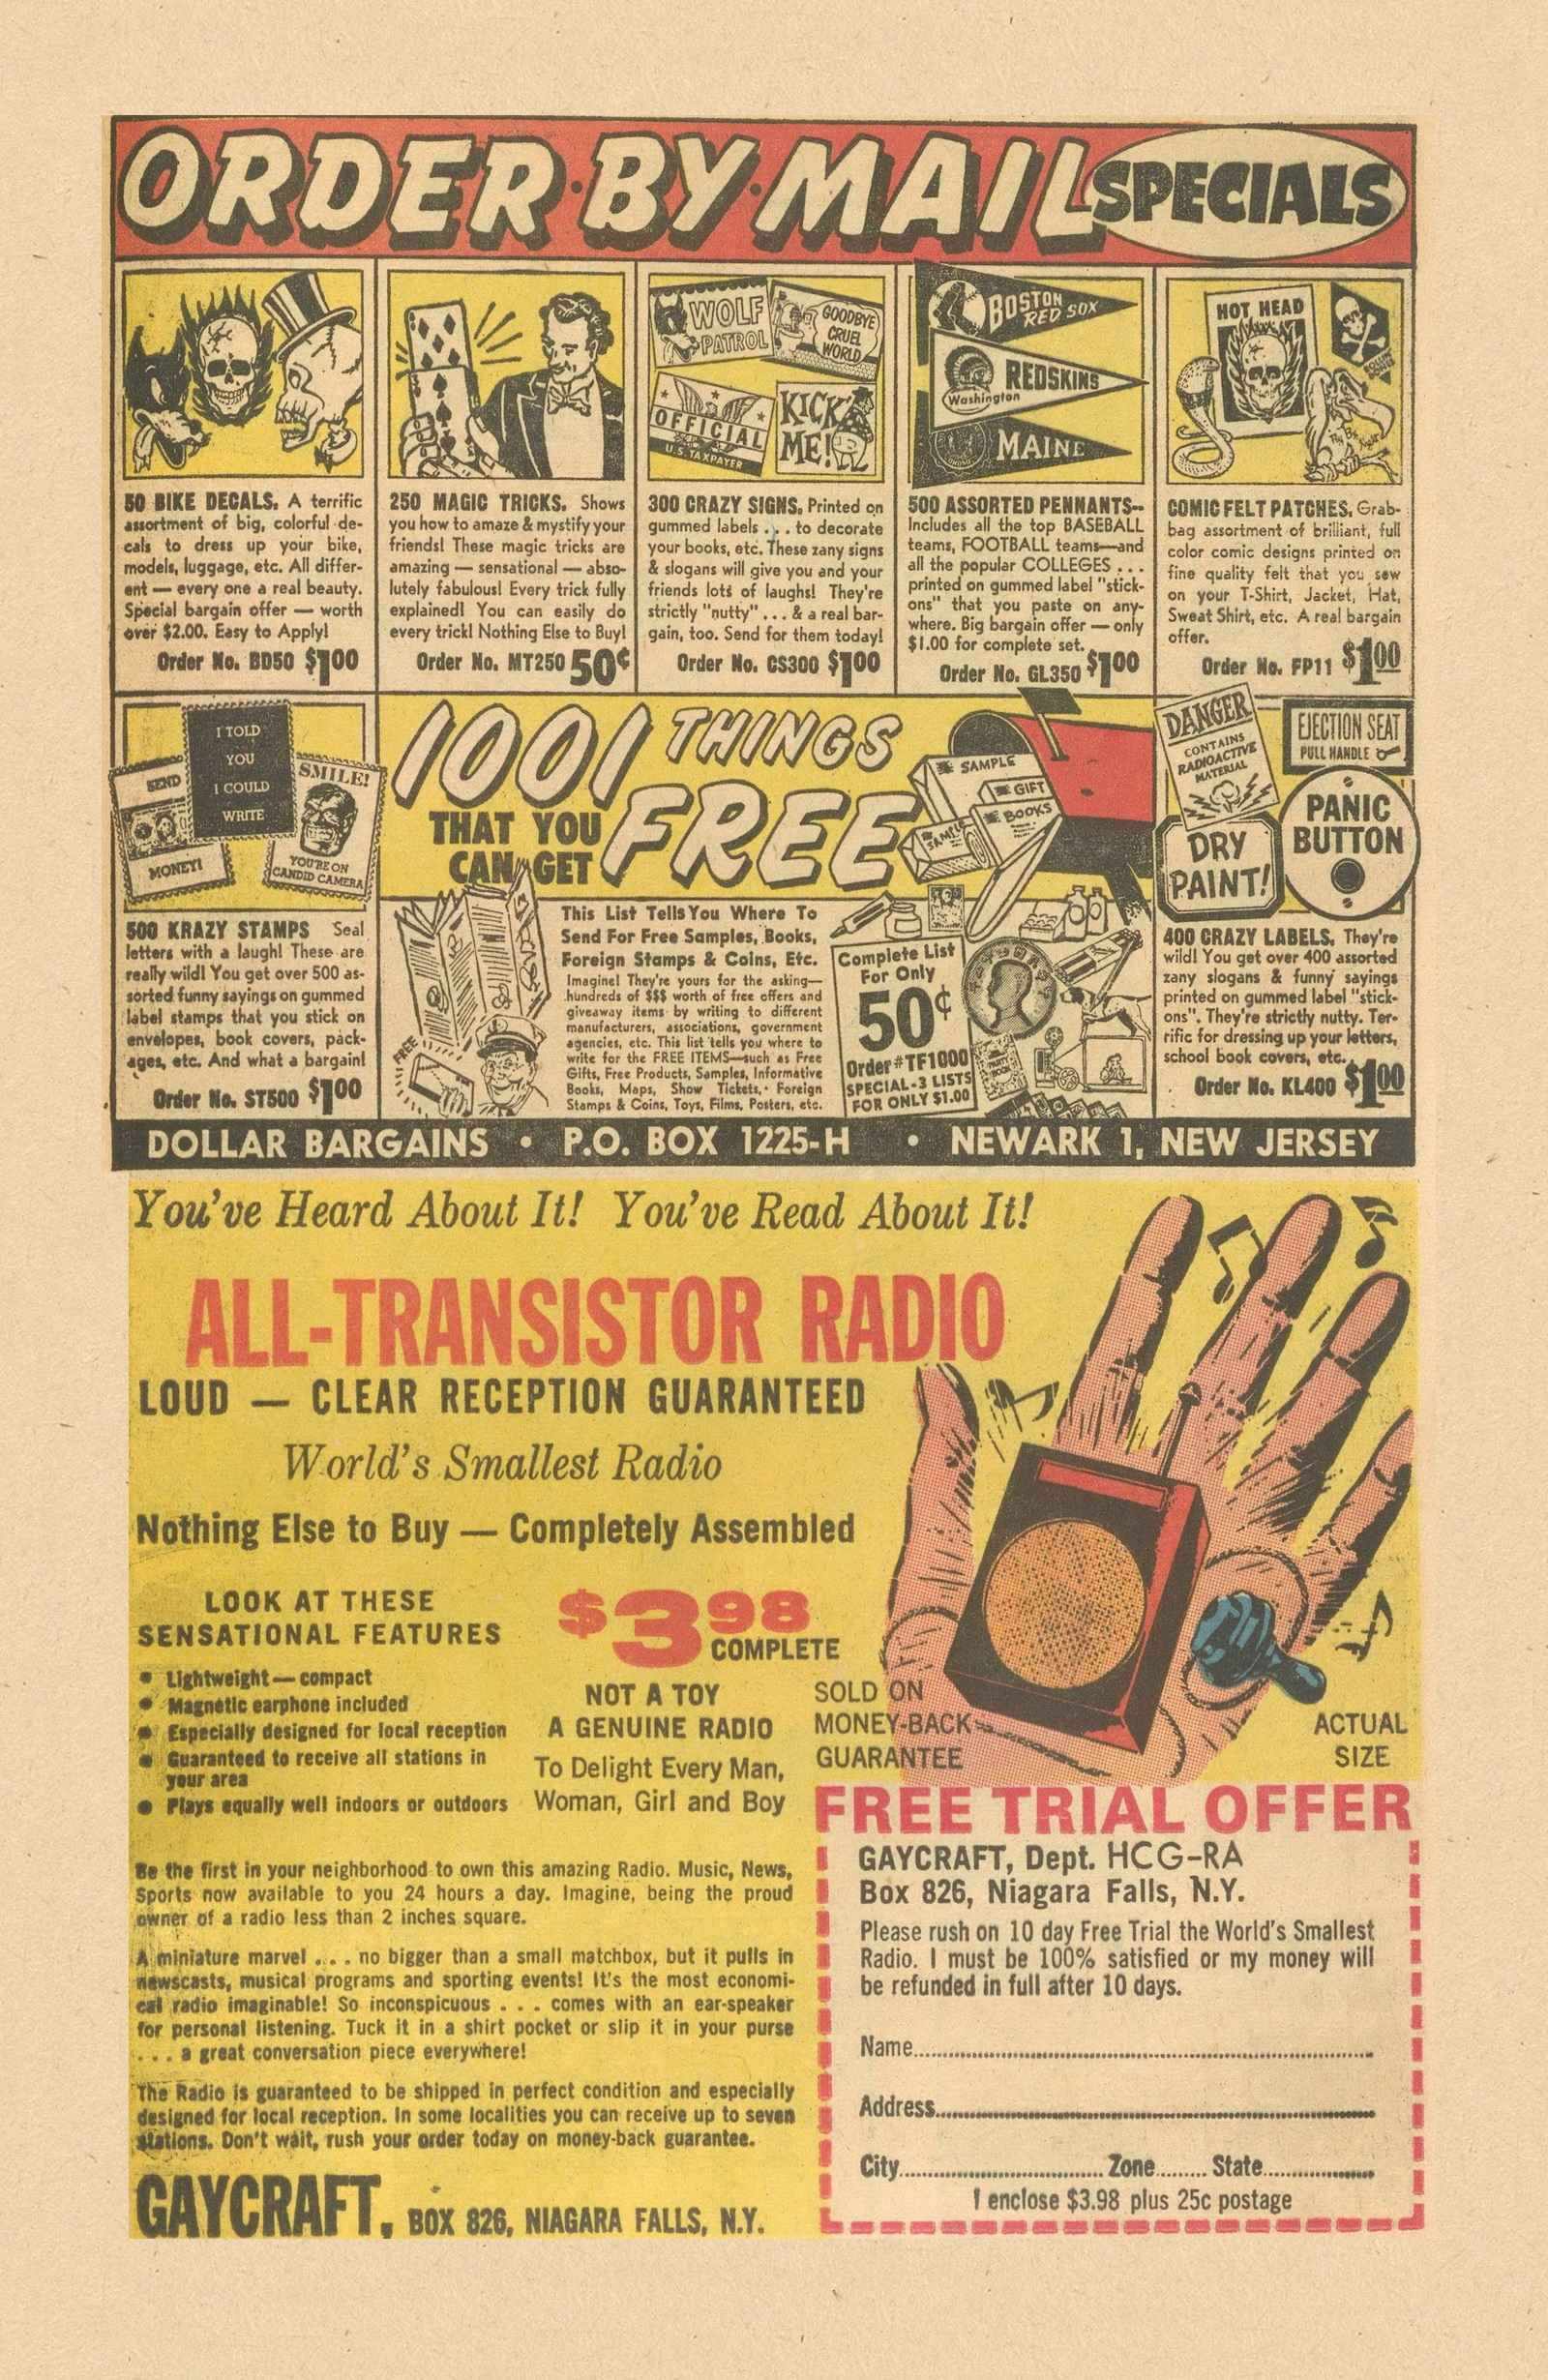 ORDER·BY·MAIL SPECIALS
WOLF
PATROL
GOODBYE
CRUEL
WORLD
OFFICIAL
U.S. TAXPAYER
KICK
ME!
BOSTON
RED SOX
REDSKINS
Washington
MAINE
HOT HEAD
50 BIKE DECALS. A terrific
assortment of big, colorful de-
cals to dress up your bike,
models, luggage, etc. All differ-
ent — every one a real beauty.
Special bargain offer — worth
over $2.00. Easy to Apply!
Order No. BD50 $1.00
250 MAGIC TRICKS. Shows
you how to amaze & mystify your
friends! These magic tricks are
amazing — sensational — abso-
lutely fabulous! Every trick fully
explained! You can easily do
every trick! Nothing Else to Buy!
Order No. MT250 50¢
300 CRAZY SIGNS. Printed on
gummed labels . . . to decorate
your books, etc. These zany signs
& slogans will give you and your
friends lots of laughs! They're
strictly "nutty" . . . & a real bar-
gain, too. Send for them today!
Order No. CS300 $1.00
500 ASSORTED PENNANTS--
Includes all the top BASEBALL
teams, FOOTBALL teams—and
all the popular COLLEGES . . .
printed on gummed label "stick-
ons" that you paste on any-
where. Big bargain offer — only
$1.00 for complete set.
Order No. GL350 $1.00
COMIC FELT PATCHES. Grab-
bag assortment of brilliant, full
color comic designs printed on
fine quality felt that you sew
on your T-Shirt, Jacket, Hat,
Sweat Shirt, etc. A real bargain
offer.
Order No. FP11 $1.00
SEND
MONEY!
I TOLD
YOU
I COULD
WRITE
SMILE!
YOU'RE ON
CANDID CAMERA
500 KRAZY STAMPS Seal
letters with a laugh! These are
really wild! You get over 500 as-
sorted funny sayings on gummed
label stamps that you stick on
envelopes, book covers, pack-
ages, etc. And what a bargain!
Order No. ST500 $1.00
1001 THINGS
THAT YOU
CAN GET
FREE
SAMPLE
GIFT
BOOKS
SAMPLE
FREE
This List Tells You Where To
Send For Free Samples, Books,
Foreign Stamps & Coins, Etc.
Imagine! They're yours for the asking—
hundreds of $$$ worth of free offers and
giveaway items by writing to different
manufacturers, associations, government
agencies, etc. This list tells you where to
write for the FREE ITEMS—such as Free
Gifts, Free Products, Samples, Informative
Books, Maps, Show Tickets, Foreign
Stamps & Coins, Toys, Films, Posters, etc.
Complete List
For Only
50¢
Order #TF1000
SPECIAL-3 LISTS
FOR ONLY $1.00
DANGER
CONTAINS
RADIOACTIVE
MATERIAL
EJECTION SEAT
PULL HANDLE
DRY
PAINT!
PANIC
BUTTON
400 CRAZY LABELS. They're
wild! You get over 400 assorted
zany slogans & funny sayings
printed on gummed label "stick-
ons". They're strictly nutty. Ter-
rific for dressing up your letters,
school book covers, etc.
Order No. KL400 $1.00
DOLLAR BARGAINS • P.O. BOX 1225-H • NEWARK 1, NEW JERSEY
You've Heard About It! You've Read About It!
ALL-TRANSISTOR RADIO
LOUD — CLEAR RECEPTION GUARANTEED
World's Smallest Radio
Nothing Else to Buy — Completely Assembled
LOOK AT THESE
SENSATIONAL FEATURES
• Lightweight — compact
• Magnetic earphone included
• Especially designed for local reception
• Guaranteed to receive all stations in
your area
• Plays equally well indoors or outdoors
$3.98
COMPLETE
NOT A TOY
A GENUINE RADIO
To Delight Every Man,
Woman, Girl and Boy
SOLD ON
MONEY-BACK
GUARANTEE
ACTUAL
SIZE
Be the first in your neighborhood to own this amazing Radio. Music, News,
Sports now available to you 24 hours a day. Imagine, being the proud
owner of a radio less than 2 inches square.
A miniature marvel . . . no bigger than a small matchbox, but it pulls in
newscasts, musical programs and sporting events! It's the most economi-
cal radio imaginable! So inconspicuous . . . comes with an ear-speaker
for personal listening. Tuck it in a shirt pocket or slip it in your purse
. . . a great conversation piece everywhere!
The Radio is guaranteed to be shipped in perfect condition and especially
designed for local reception. In some localities you can receive up to seven
stations. Don't wait, rush your order today on money-back guarantee.
GAYCRAFT, BOX 826, NIAGARA FALLS, N.Y.
FREE TRIAL OFFER
GAYCRAFT, Dept. HCG-RA
Box 826, Niagara Falls, N.Y.
Please rush on 10 day Free Trial the World's Smallest
Radio. I must be 100% satisfied or my money will
be refunded in full after 10 days.
Name
Address
City Zone State
I enclose $3.98 plus 25c postage